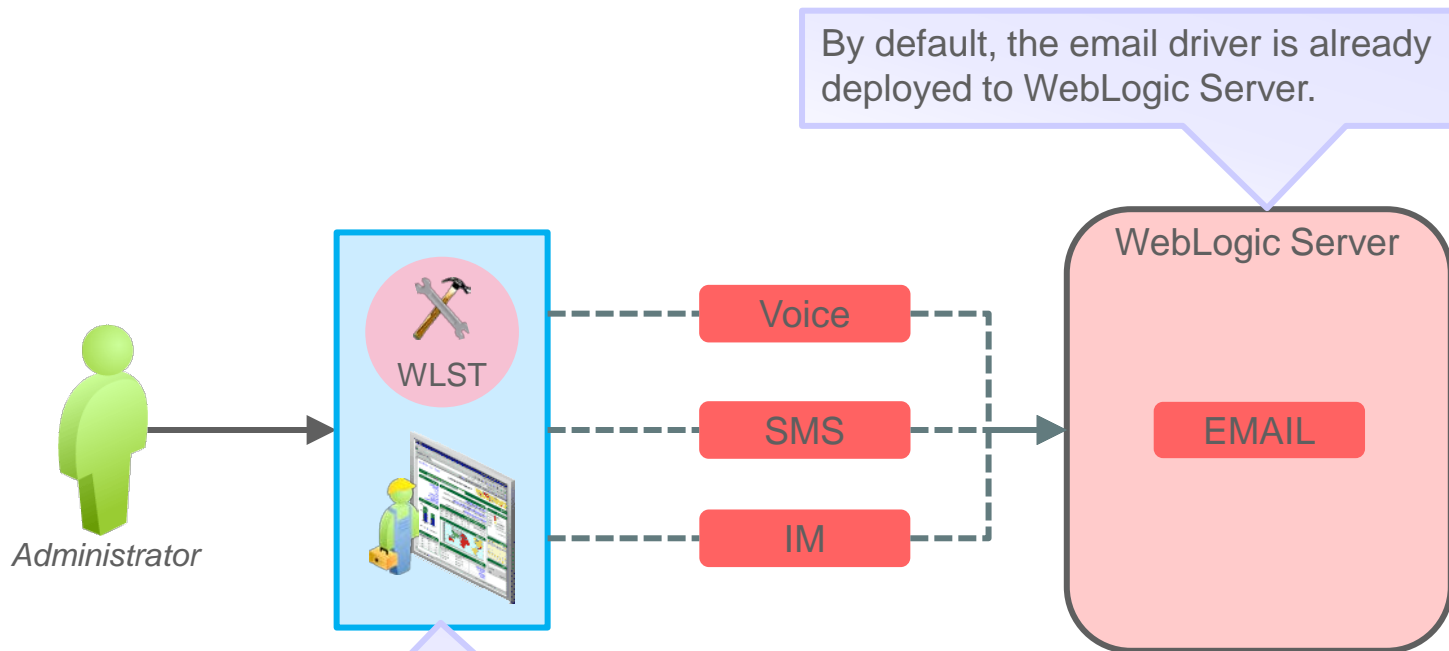 By default, the email driver is already
deployed to WebLogic Server.
WebLogic Server
Voice
WLST
SMS
EMAIL
IM
Administrator